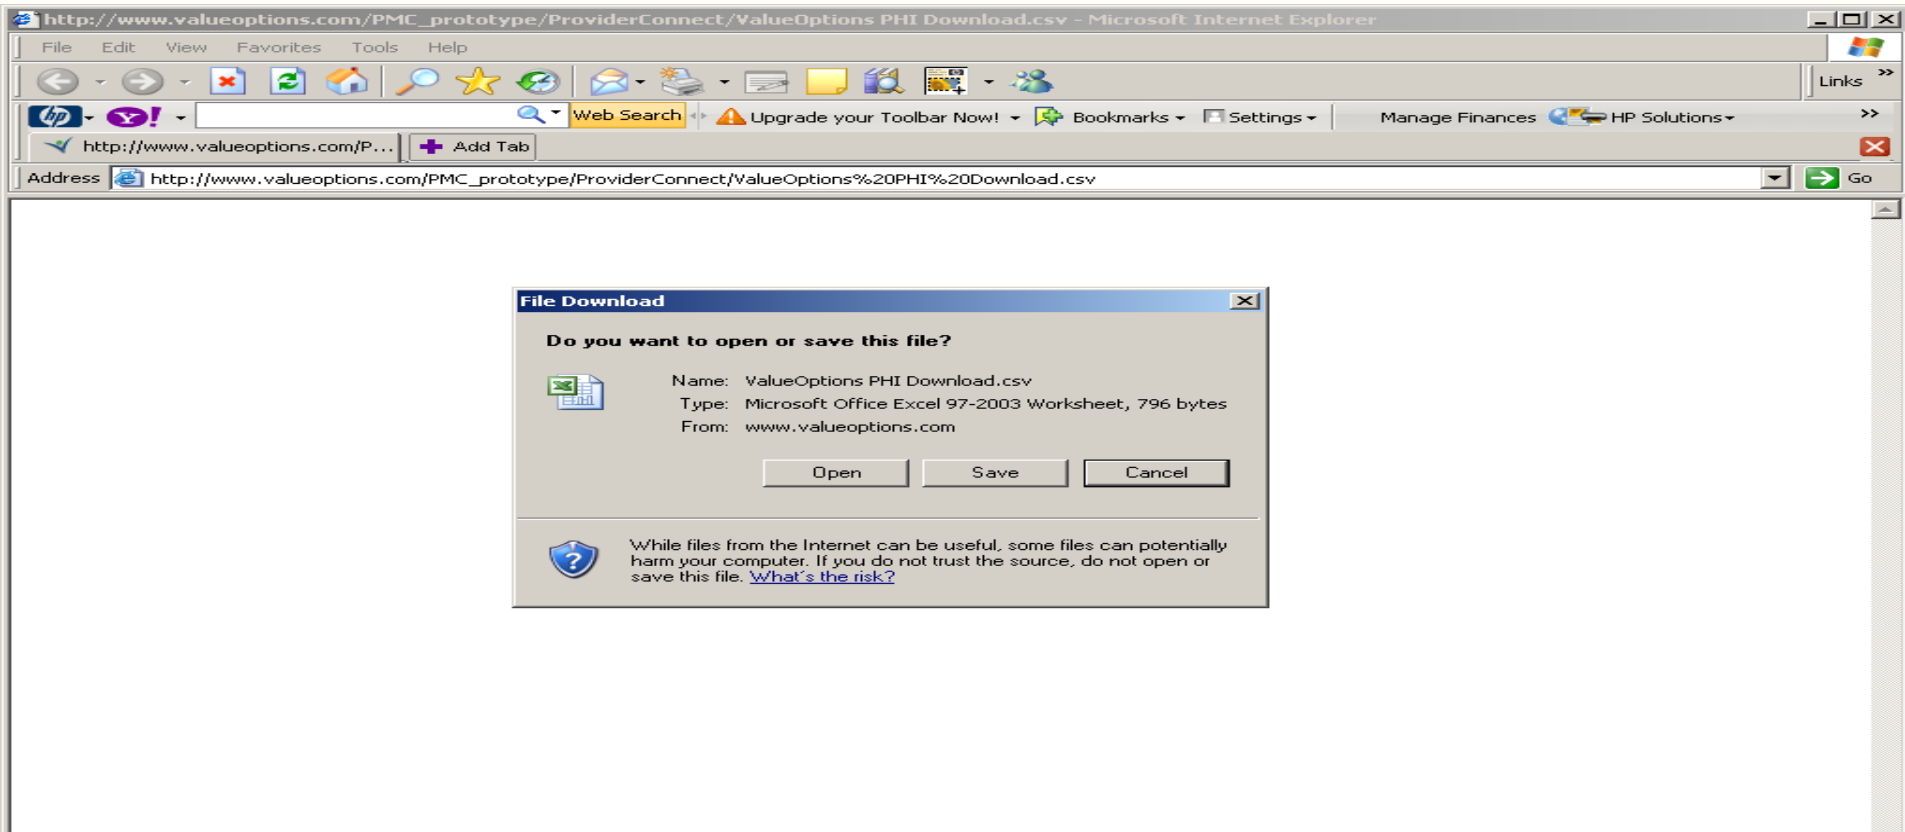 http://www.valueoptions.com/PMC_prototype/ProviderConnect/ValueOptions PHI Download.csv - Microsoft Internet Explorer
File Edit View Favorites Tools Help
Links »
hp Y! Web Search Upgrade your Toolbar Now! Bookmarks Settings Manage Finances HP Solutions »
http://www.valueoptions.com/P... Add Tab
Address http://www.valueoptions.com/PMC_prototype/ProviderConnect/ValueOptions%20PHI%20Download.csv Go
File Download
Do you want to open or save this file?
Name: ValueOptions PHI Download.csv
Type: Microsoft Office Excel 97-2003 Worksheet, 796 bytes
From: www.valueoptions.com
Open Save Cancel
While files from the Internet can be useful, some files can potentially
harm your computer. If you do not trust the source, do not open or
save this file. What's the risk?